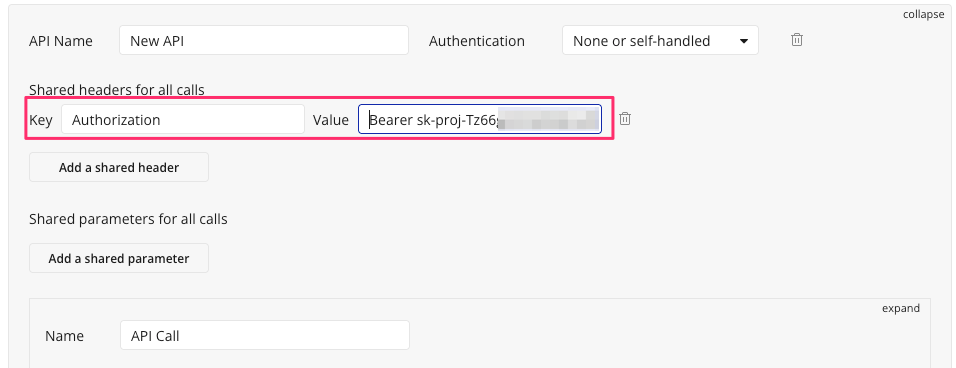 collapse
API Name New API Authentication None or self-handled
Shared headers for all calls
Key Authorization Value Bearer sk-proj-Tz66
Add a shared header
Shared parameters for all calls
Add a shared parameter
expand
Name API Call